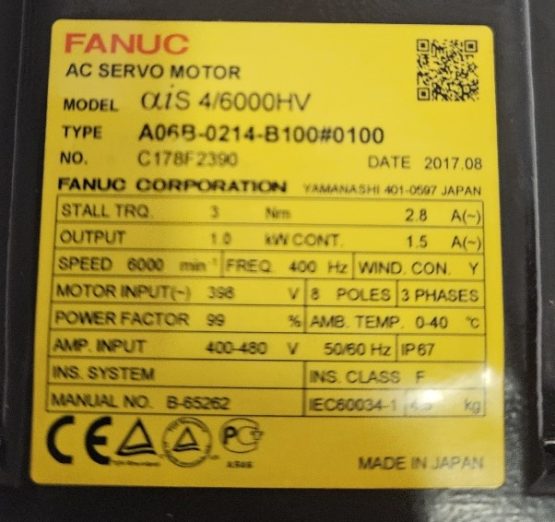 FANUC
AC SERVO MOTOR
MODEL αiS 4/6000HV
TYPE A06B-0214-B100#0100
NO. C178F2390 DATE 2017.08
FANUC CORPORATION YAMANASHI 401-0597 JAPAN
STALL TRQ. 3 Nm 2.8 A(~)
OUTPUT 1.0 kW CONT. 1.5 A(~)
SPEED 6000 min⁻¹ FREQ. 400 Hz WIND. CON. Y
MOTOR INPUT(~) 398 V 8 POLES 3 PHASES
POWER FACTOR 99 % AMB. TEMP. 0-40 °C
AMP. INPUT 400-480 V 50/60 Hz IP67
INS. SYSTEM INS. CLASS F
MANUAL NO. B-65262 IEC60034-1 kg
CE
MADE IN JAPAN